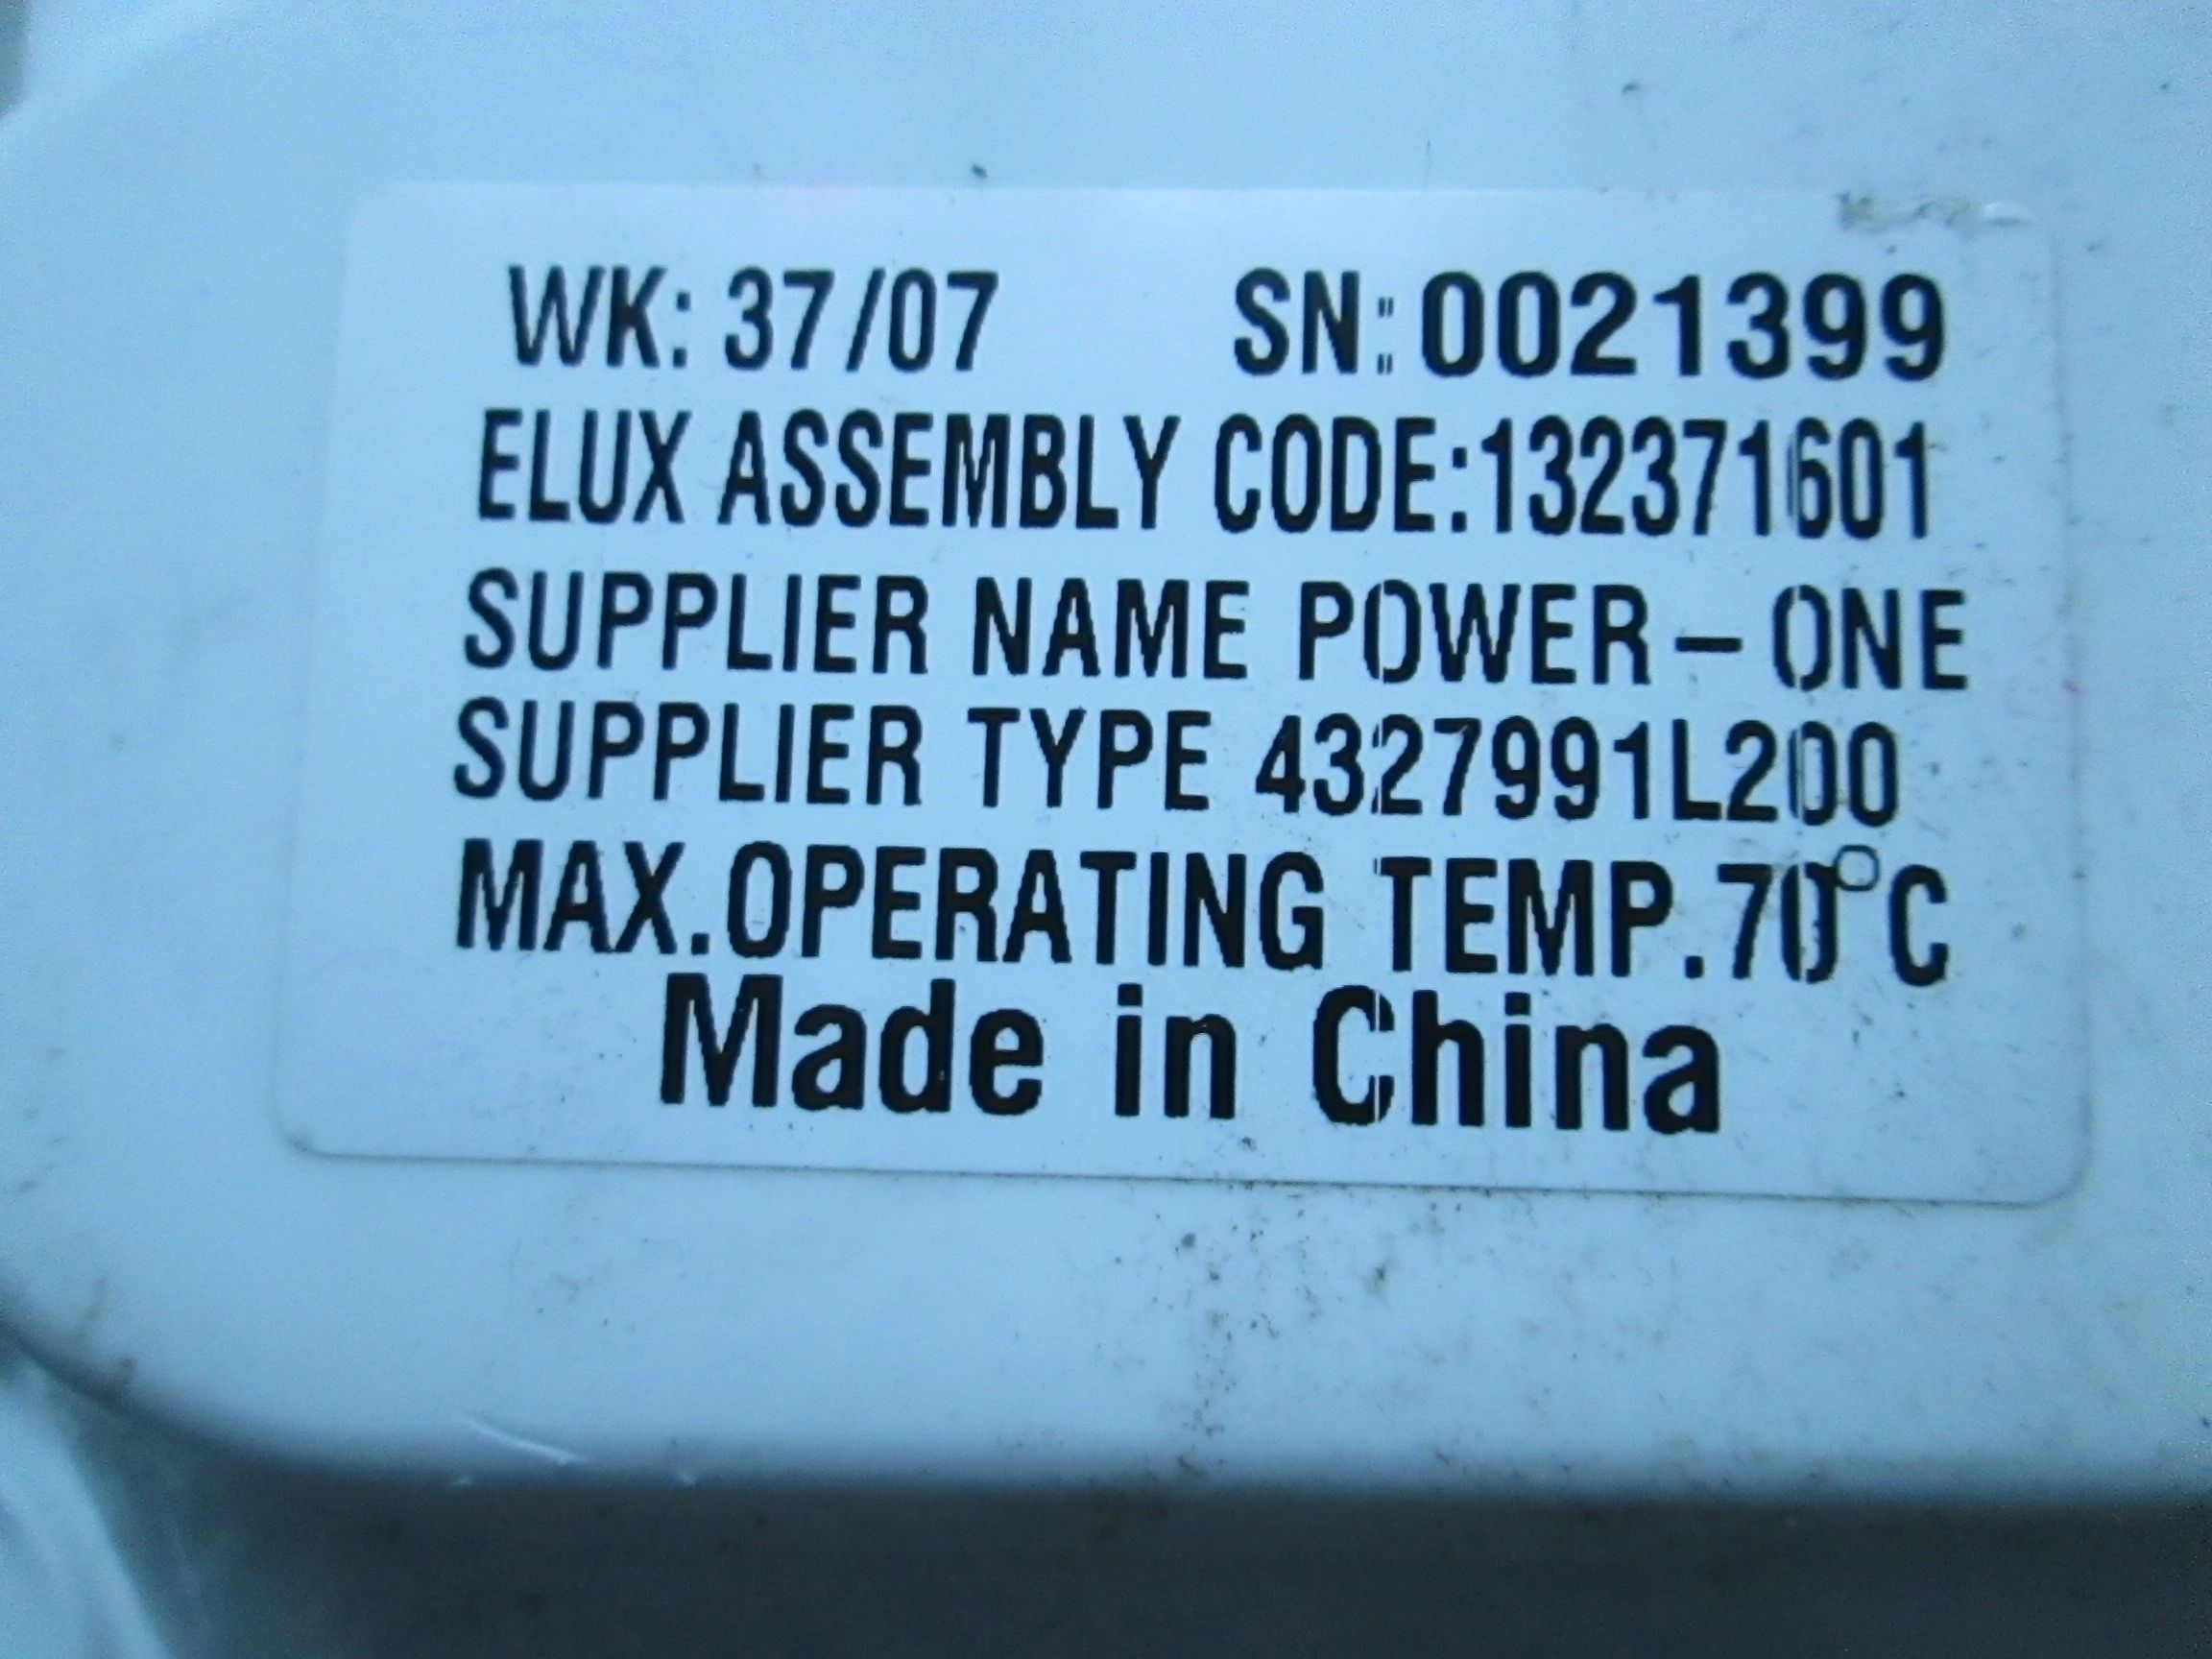 WK: 37/07 SN:0021399
ELUX ASSEMBLY CODE:132371601
SUPPLIER NAME POWER-ONE
SUPPLIER TYPE 4327991L200
MAX.OPERATING TEMP.70°C
Made in China